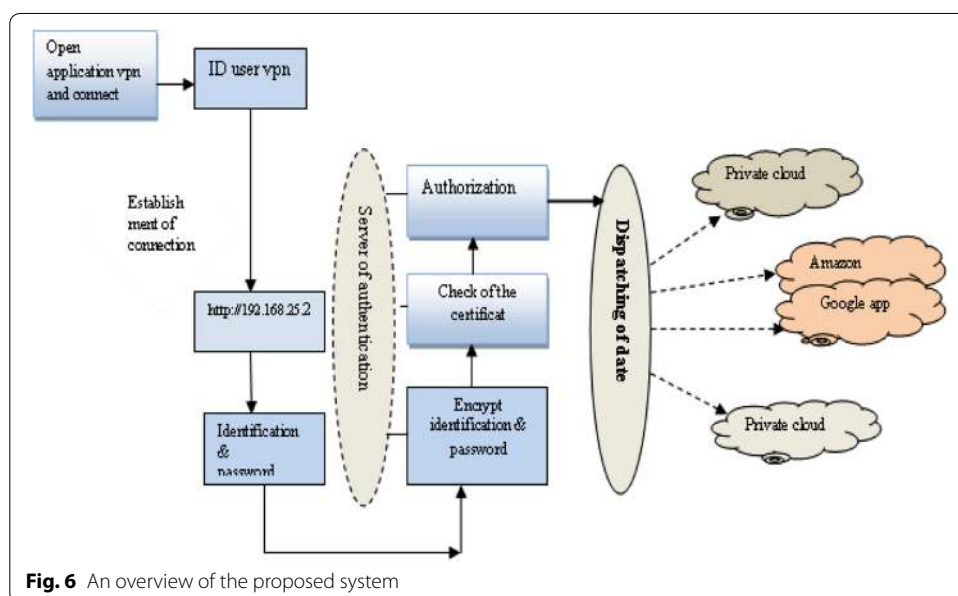 Open
application vpn
and connect
ID user vpn
Establish
ment of
connection
http://192.168.25.2
Identification
&
password
Server of authentication
Authorization
Check of the
certificat
Encrypt
identification &
password
Dispatching of date
Private cloud
Amazon
Google app
Private cloud
Fig. 6 An overview of the proposed system